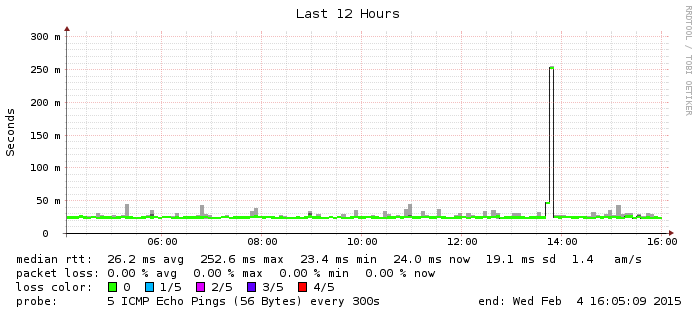 Last 12 Hours
RRDTOOL / TOBI OETIKER
Seconds
300 m
250 m
200 m
150 m
100 m
50 m
0
06:00 08:00 10:00 12:00 14:00 16:00
median rtt: 26.2 ms avg 252.6 ms max 23.4 ms min 24.0 ms now 19.1 ms sd 1.4 am/s
packet loss: 0.00 % avg 0.00 % max 0.00 % min 0.00 % now
loss color: 0 1/5 2/5 3/5 4/5
probe: 5 ICMP Echo Pings (56 Bytes) every 300s end: Wed Feb 4 16:05:09 2015